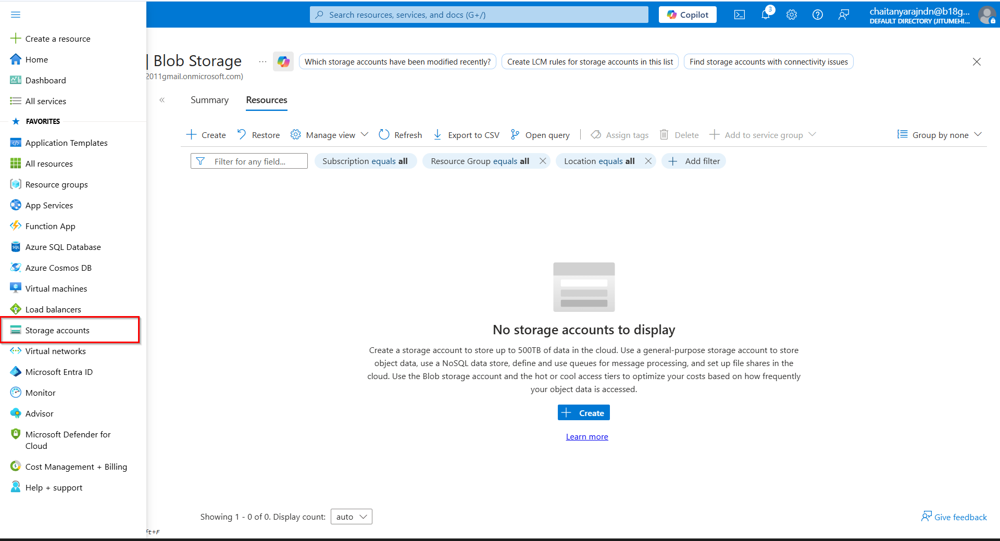 Search resources, services, and docs (G+/)
Copilot
3
chaitanyarajndn@b18g...
DEFAULT DIRECTORY (JITUMEHI...
Create a resource
Home
Dashboard
All services
FAVORITES
Application Templates
All resources
Resource groups
App Services
Function App
SQL
Azure SQL Database
Azure Cosmos DB
Virtual machines
Load balancers
Storage accounts
Virtual networks
Microsoft Entra ID
Monitor
Advisor
Microsoft Defender for
Cloud
Cost Management + Billing
Help + support
| Blob Storage
...
Which storage accounts have been modified recently?
Create LCM rules for storage accounts in this list
Find storage accounts with connectivity issues
2011gmail.onmicrosoft.com)
Summary
Resources
Create
Restore
Manage view
Refresh
Export to CSV
Open query
Assign tags
Delete
Add to service group
Group by none
Filter for any field...
Subscription equals all
Resource Group equals all
Location equals all
Add filter
No storage accounts to display
Create a storage account to store up to 500TB of data in the cloud. Use a general-purpose storage account to store
object data, use a NoSQL data store, define and use queues for message processing, and set up file shares in the
cloud. Use the Blob storage account and the hot or cool access tiers to optimize your costs based on how frequently
your object data is accessed.
Create
Learn more
Showing 1 - 0 of 0. Display count:
auto
Give feedback
ft+F